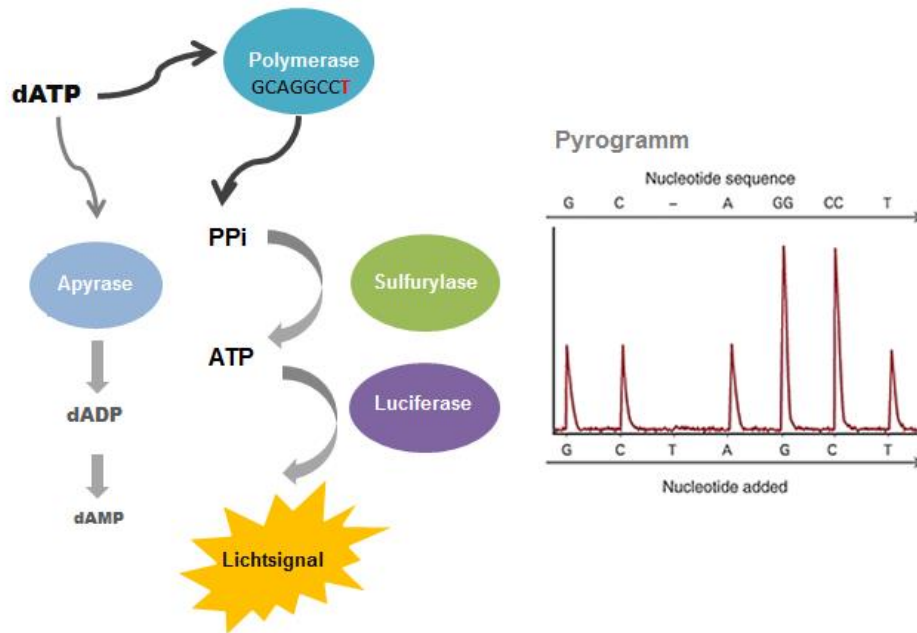 dATP
Polymerase
GCAGGCCT
PPi
Apyrase
Sulfurylase
ATP
Luciferase
dADP
dAMP
Lichtsignal
Pyrogramm
Nucleotide sequence
G C – A GG CC T
G C T A G C T
Nucleotide added